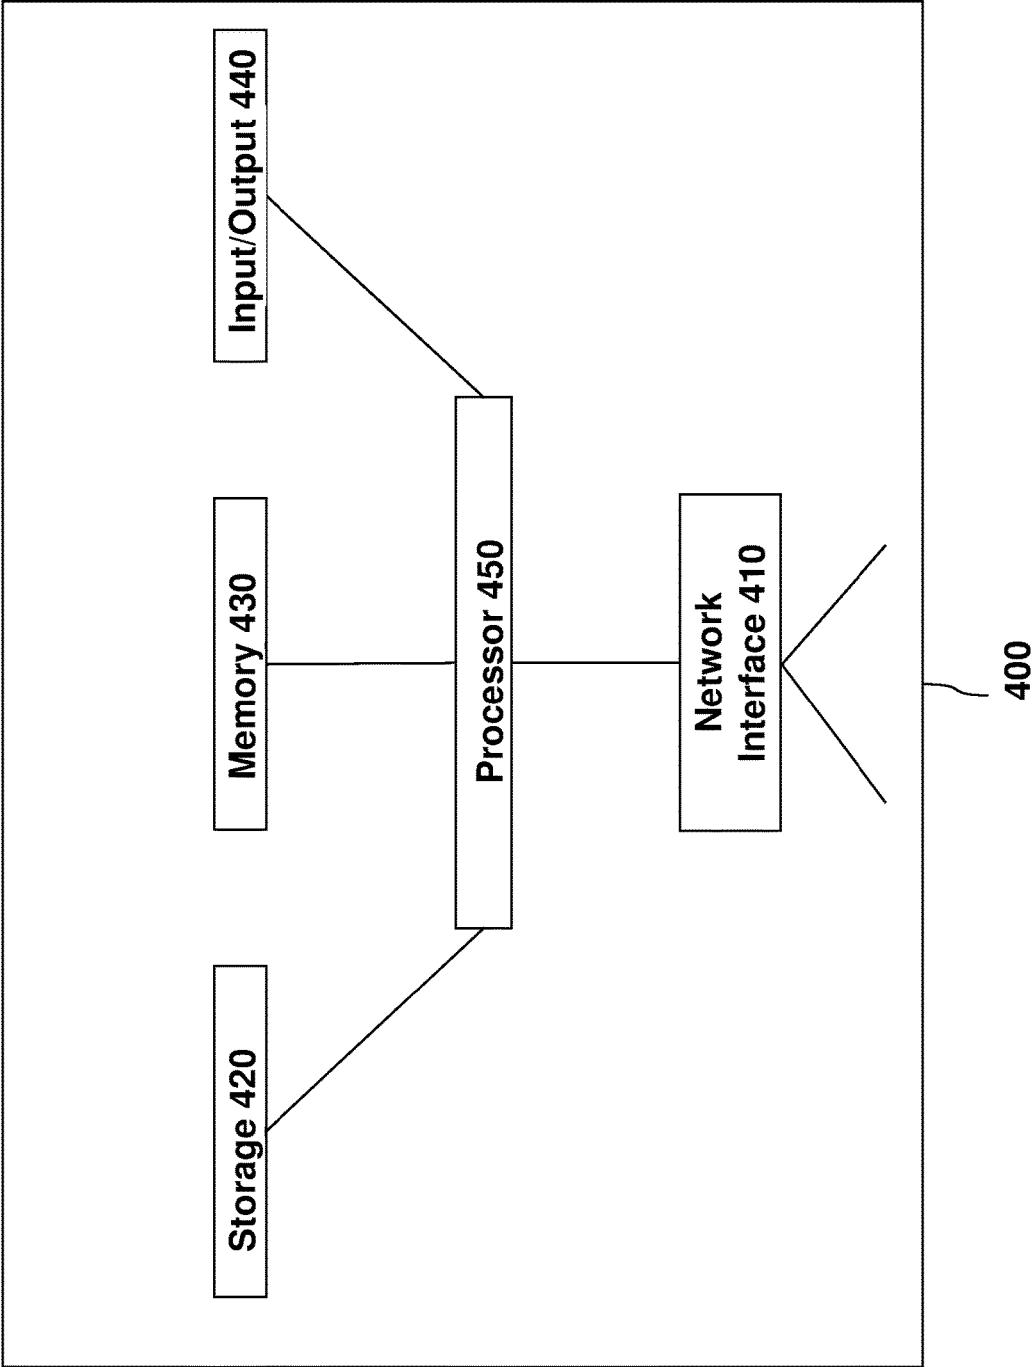 Storage 420
Memory 430
Input/Output 440
Processor 450
Network
Interface 410
400